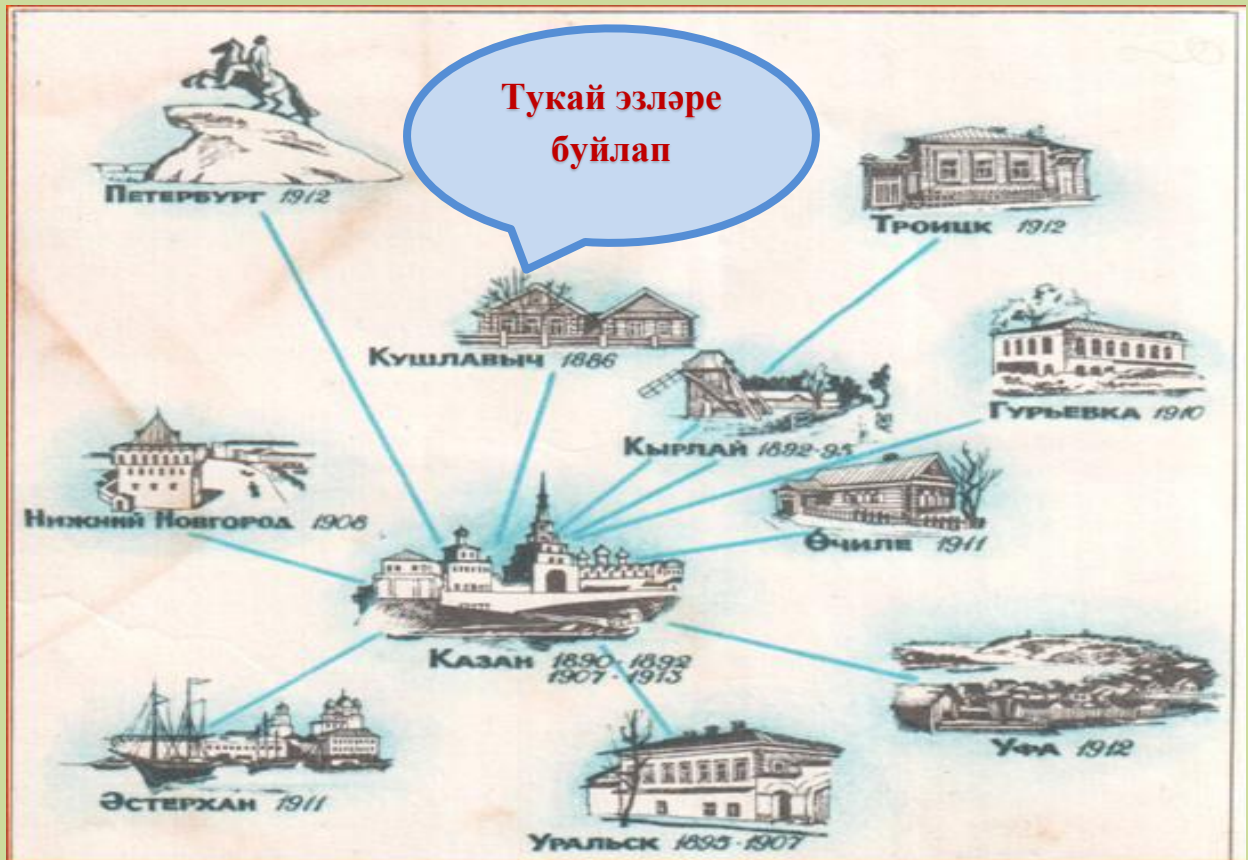 Тукай эзләре
буйлап
Петербург 1912
Троицк 1912
Кушлавыч 1886
Гурьевка 1910
Кырлай 1892-95
Нижний Новгород 1908
Өчиле 1911
Казан 1890-1892
1907-1913
Уфа 1912
Әстерхан 1911
Уральск 1895-1907